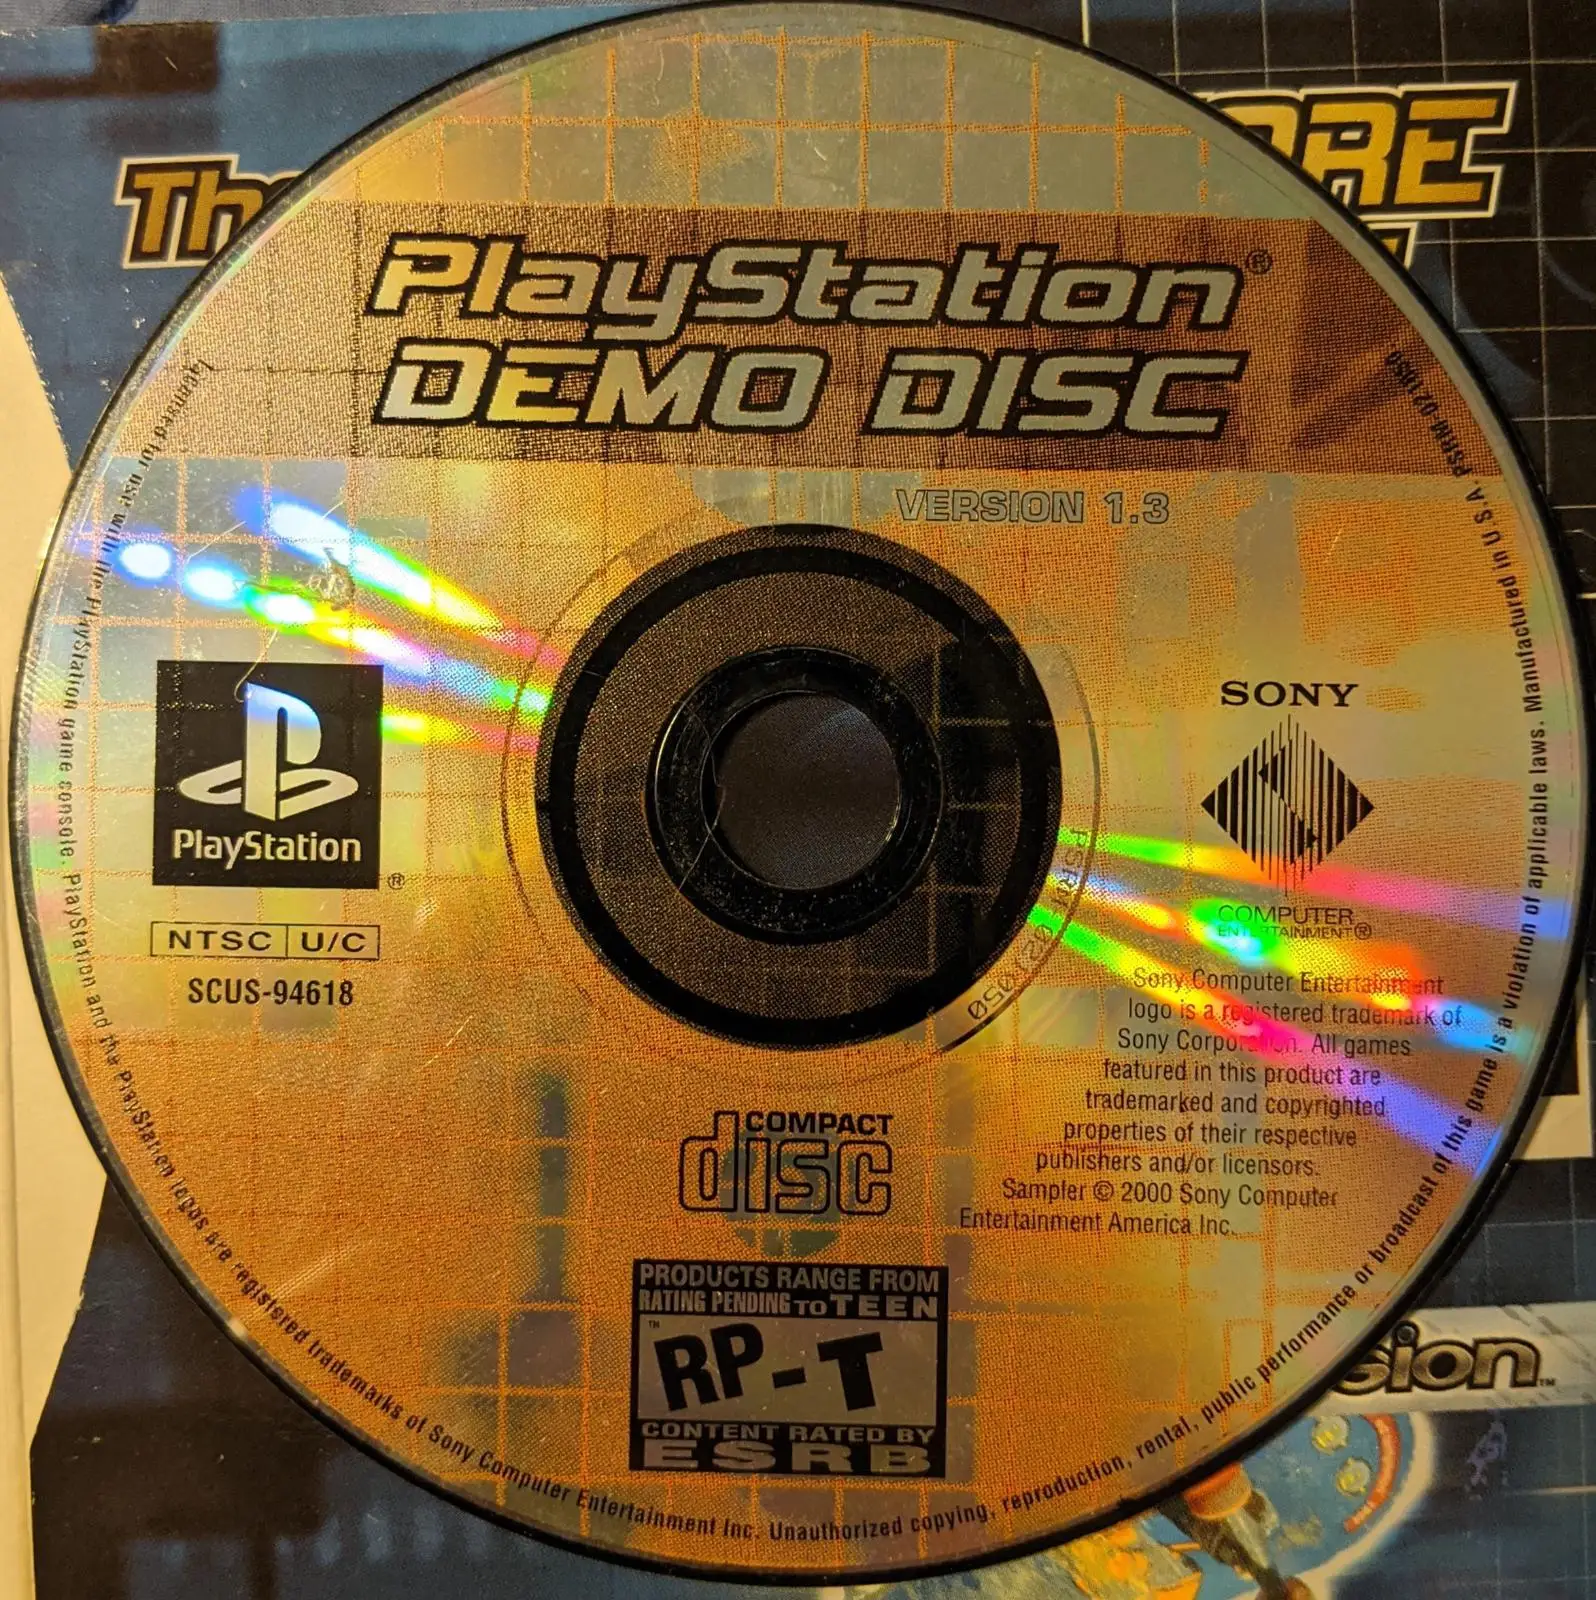 Th
ORE
PlayStation®
DEMO DISC
VERSION 1.3
PlayStation
®
NTSC U/C
SCUS-94618
SONY
COMPUTER
ENTERTAINMENT®
Sony Computer Entertainment
logo is a registered trademark of
Sony Corporation. All games
featured in this product are
trademarked and copyrighted
properties of their respective
publishers and/or licensors.
Sampler © 2000 Sony Computer
Entertainment America Inc.
COMPACT
disc
PRODUCTS RANGE FROM
RATING PENDING TO TEEN
™
RP-T
CONTENT RATED BY
ESRB
Licensed for use with the PlayStation game console. PlayStation and the PlayStation logos are registered trademarks of Sony Computer Entertainment Inc. Unauthorized copying, reproduction, rental, public performance or broadcast of this game is a violation of applicable laws. Manufactured in U.S.A.
sion™